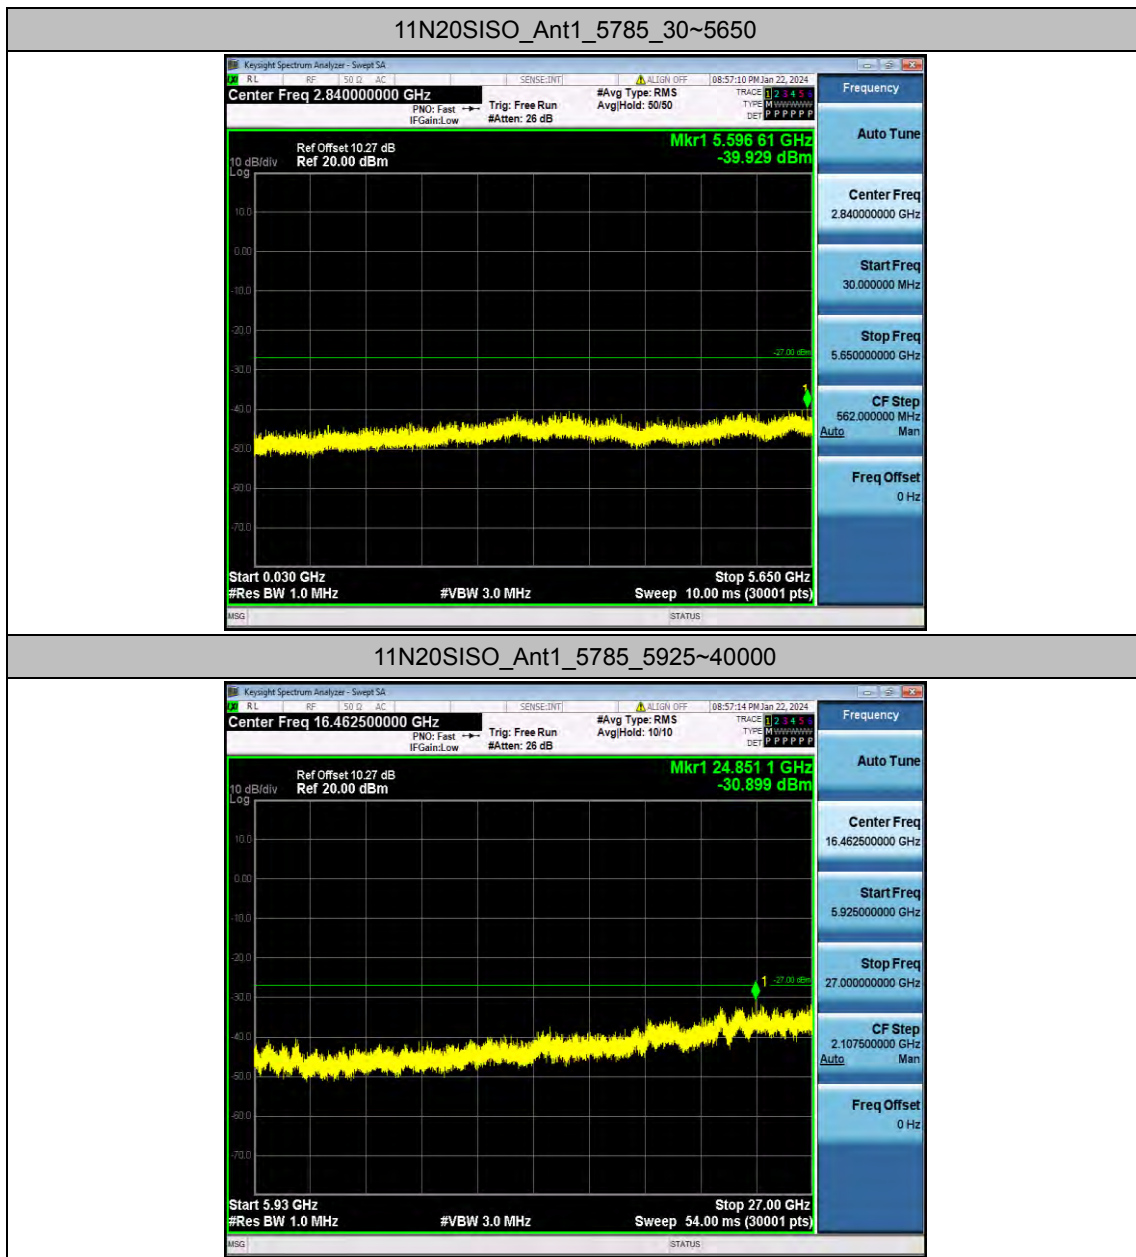 11N20SISO_Ant1_5785_30~5650
Keysight Spectrum Analyzer - Swept SA
RL RF 50 Ω AC SENSE:INT ALIGN OFF 08:57:10 PM Jan 22, 2024
Center Freq 2.840000000 GHz
PNO: Fast
IFGain:Low
Trig: Free Run
#Atten: 26 dB
#Avg Type: RMS
Avg|Hold: 50/50
TRACE 1 2 3 4 5 6
TYPE M WWWWW
DET P P P P P P
Frequency
Auto Tune
Mkr1 5.596 61 GHz
-39.929 dBm
Ref Offset 10.27 dB
10 dB/div Ref 20.00 dBm
Log
10.0
0.00
-10.0
-20.0
-30.0
-40.0
-50.0
-60.0
-70.0
-27.00 dBm
1
Center Freq
2.840000000 GHz
Start Freq
30.000000 MHz
Stop Freq
5.650000000 GHz
CF Step
562.000000 MHz
Auto Man
Freq Offset
0 Hz
Start 0.030 GHz Stop 5.650 GHz
#Res BW 1.0 MHz #VBW 3.0 MHz Sweep 10.00 ms (30001 pts)
MSG STATUS
11N20SISO_Ant1_5785_5925~40000
Keysight Spectrum Analyzer - Swept SA
RL RF 50 Ω AC SENSE:INT ALIGN OFF 08:57:14 PM Jan 22, 2024
Center Freq 16.462500000 GHz
PNO: Fast
IFGain:Low
Trig: Free Run
#Atten: 26 dB
#Avg Type: RMS
Avg|Hold: 10/10
TRACE 1 2 3 4 5 6
TYPE M WWWWW
DET P P P P P P
Frequency
Auto Tune
Mkr1 24.851 1 GHz
-30.899 dBm
Ref Offset 10.27 dB
10 dB/div Ref 20.00 dBm
Log
10.0
0.00
-10.0
-20.0
-30.0
-40.0
-50.0
-60.0
-70.0
1
-27.00 dBm
Center Freq
16.462500000 GHz
Start Freq
5.925000000 GHz
Stop Freq
27.000000000 GHz
CF Step
2.107500000 GHz
Auto Man
Freq Offset
0 Hz
Start 5.93 GHz Stop 27.00 GHz
#Res BW 1.0 MHz #VBW 3.0 MHz Sweep 54.00 ms (30001 pts)
MSG STATUS